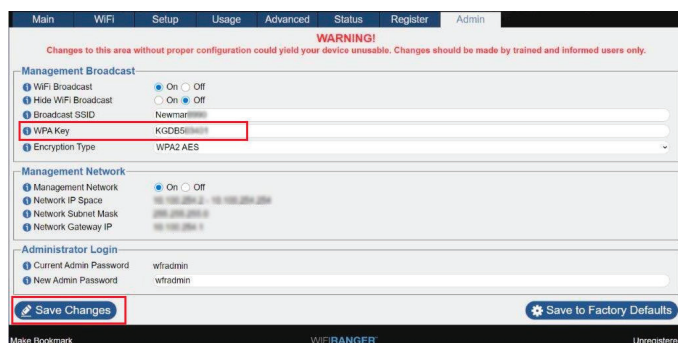 Main WiFi Setup Usage Advanced Status Register Admin
WARNING!
Changes to this area without proper configuration could yield your device unusable. Changes should be made by trained and informed users only.
Management Broadcast
WiFi Broadcast On Off
Hide WiFi Broadcast On Off
Broadcast SSID Newmar
WPA Key KGDB5
Encryption Type WPA2 AES
Management Network
Management Network On Off
Network IP Space
Network Subnet Mask
Network Gateway IP
Administrator Login
Current Admin Password wfradmin
New Admin Password wfradmin
Save Changes Save to Factory Defaults
Make Bookmark WIFIRANGER Unregistere